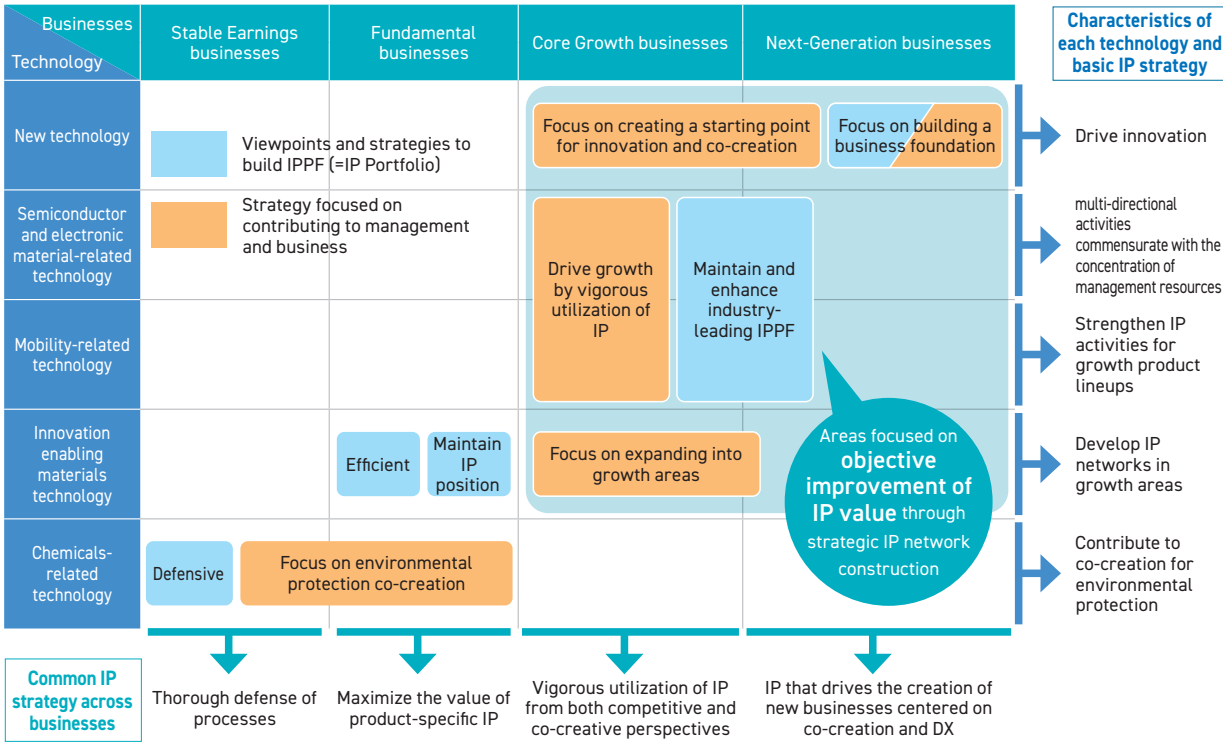 Businesses
Technology
Stable Earnings
businesses
Fundamental
businesses
Core Growth businesses
Next-Generation businesses
Characteristics of
each technology and
basic IP strategy
New technology
Viewpoints and strategies to
build IPPF (=IP Portfolio)
Focus on creating a starting point
for innovation and co-creation
Focus on building a
business foundation
Drive innovation
Semiconductor
and electronic
material-related
technology
Strategy focused on
contributing to management
and business
Drive growth
by vigorous
utilization of
IP
Maintain and
enhance
industry-
leading IPPF
multi-directional
activities
commensurate with the
concentration of
management resources
Mobility-related
technology
Strengthen IP
activities for
growth product
lineups
Innovation
enabling
materials
technology
Efficient
Maintain
IP
position
Focus on expanding into
growth areas
Areas focused on
objective
improvement of
IP value through
strategic IP network
construction
Develop IP
networks in
growth areas
Chemicals-
related
technology
Defensive
Focus on environmental
protection co-creation
Contribute to
co-creation for
environmental
protection
Common IP
strategy across
businesses
Thorough defense of
processes
Maximize the value of
product-specific IP
Vigorous utilization of IP
from both competitive and
co-creative perspectives
IP that drives the creation of
new businesses centered on
co-creation and DX